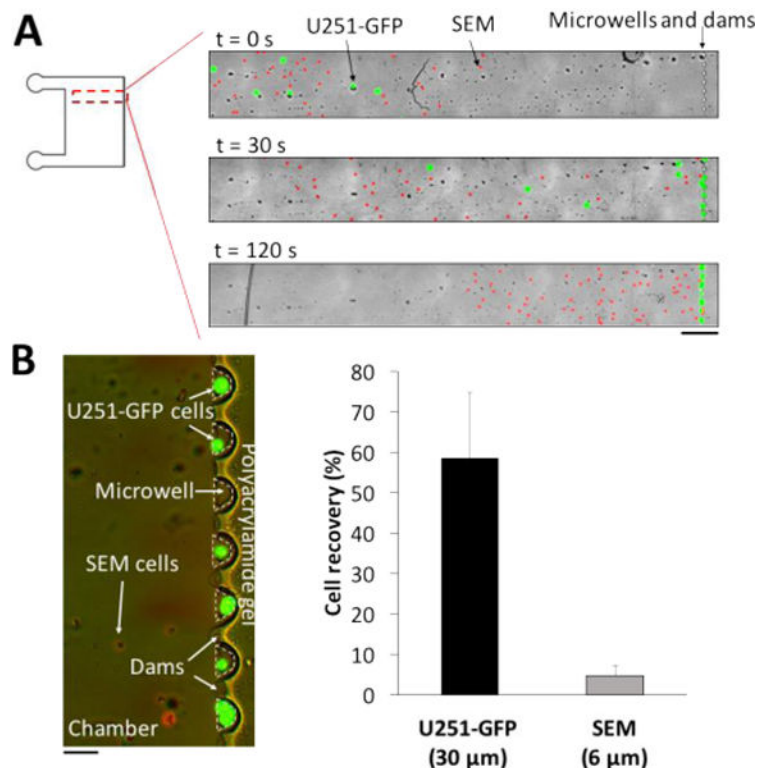 A
U251-GFP
SEM
Microwells and dams
t = 0 s
t = 30 s
t = 120 s
B
U251-GFP cells
Microwell
SEM cells
Dams
Chamber
Polyacrylamide gel
Cell recovery (%)
80
70
60
50
40
30
20
10
0
U251-GFP
(30 µm)
SEM
(6 µm)